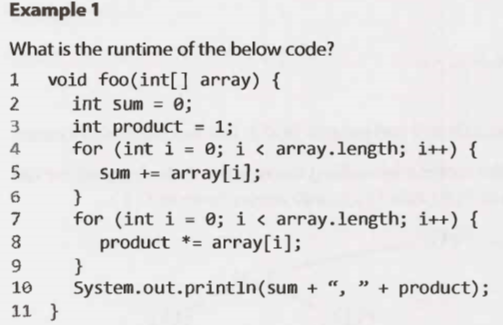 Example 1
What is the runtime of the below code?
1 void foo(int[] array) {
2 int sum = 0;
3 int product = 1;
4 for (int i = 0; i < array.length; i++) {
5 sum += array[i];
6 }
7 for (int i = 0; i < array.length; i++) {
8 product *= array[i];
9 }
10 System.out.println(sum + “, ” + product);
11 }